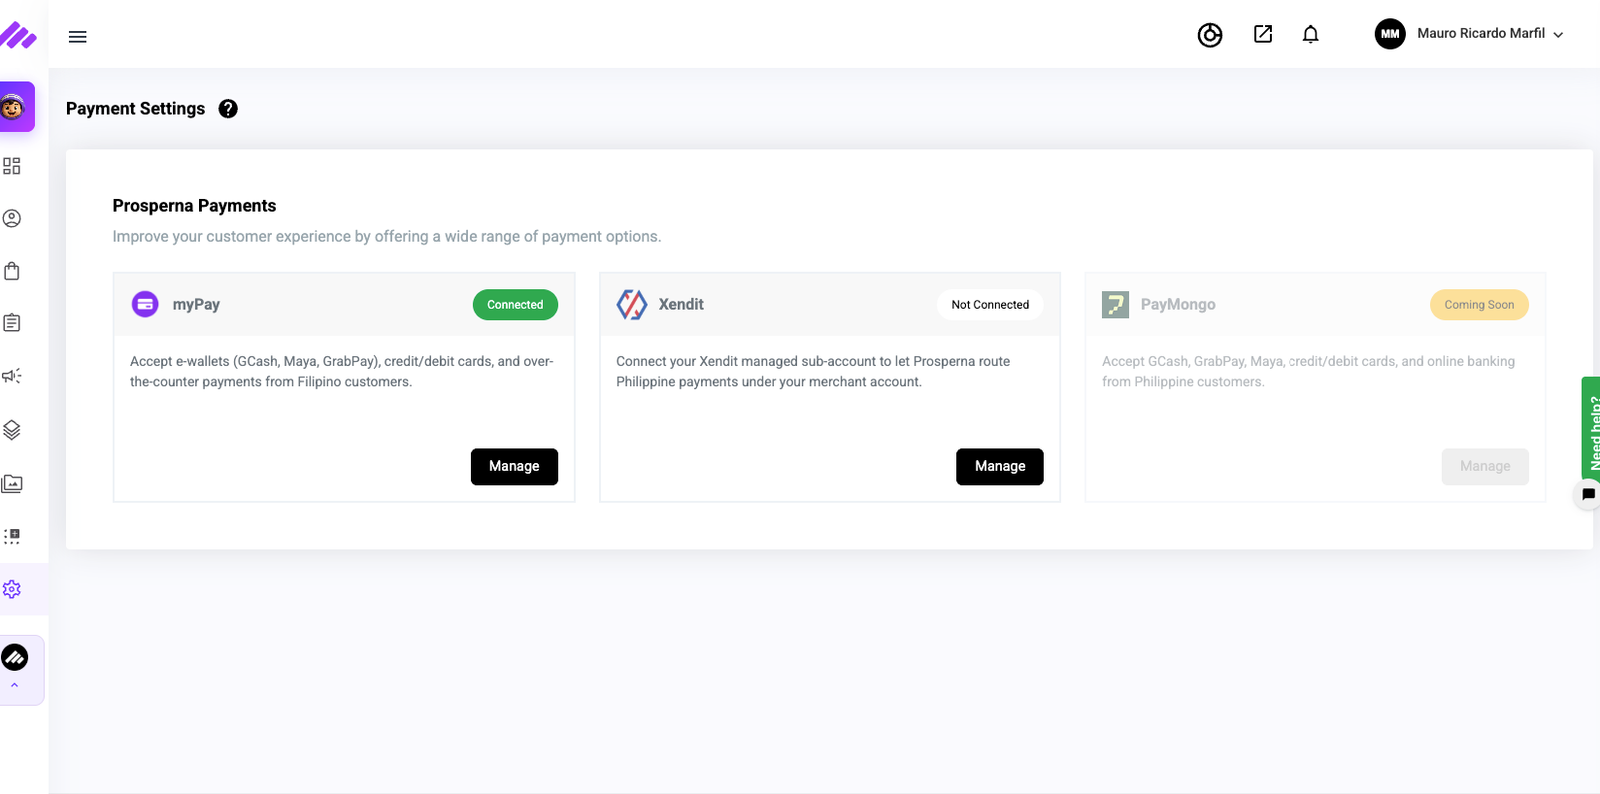 MM
Mauro Ricardo Marfil
Payment Settings
?
Prosperna Payments
Improve your customer experience by offering a wide range of payment options.
myPay
Connected
Accept e-wallets (GCash, Maya, GrabPay), credit/debit cards, and over-
the-counter payments from Filipino customers.
Manage
Xendit
Not Connected
Connect your Xendit managed sub-account to let Prosperna route
Philippine payments under your merchant account.
Manage
PayMongo
Coming Soon
Accept GCash, GrabPay, Maya, credit/debit cards, and online banking
from Philippine customers.
Manage
Need help?